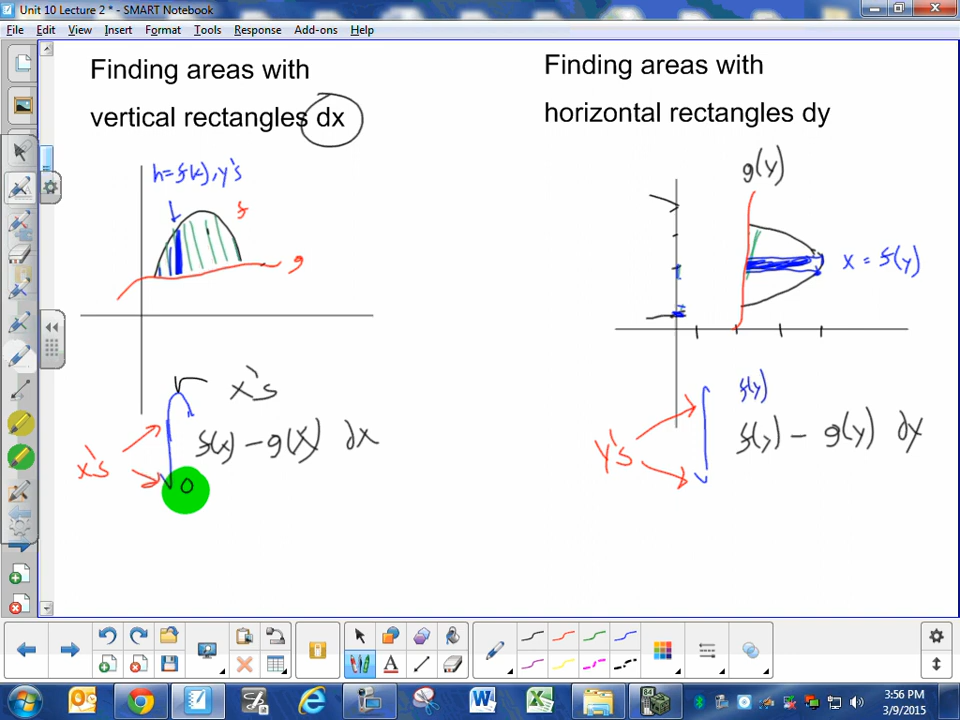 Unit 10 Lecture 2 * - SMART Notebook
File Edit View Insert Format Tools Response Add-ons Help
Finding areas with
vertical rectangles dx
h=f(x), y's
f
g
x's
f(x) - g(x) dx
x's
0
Finding areas with
horizontal rectangles dy
g(y)
x = f(y)
f(y)
f(y) - g(y) dy
y's
A
84
3:56 PM
3/9/2015